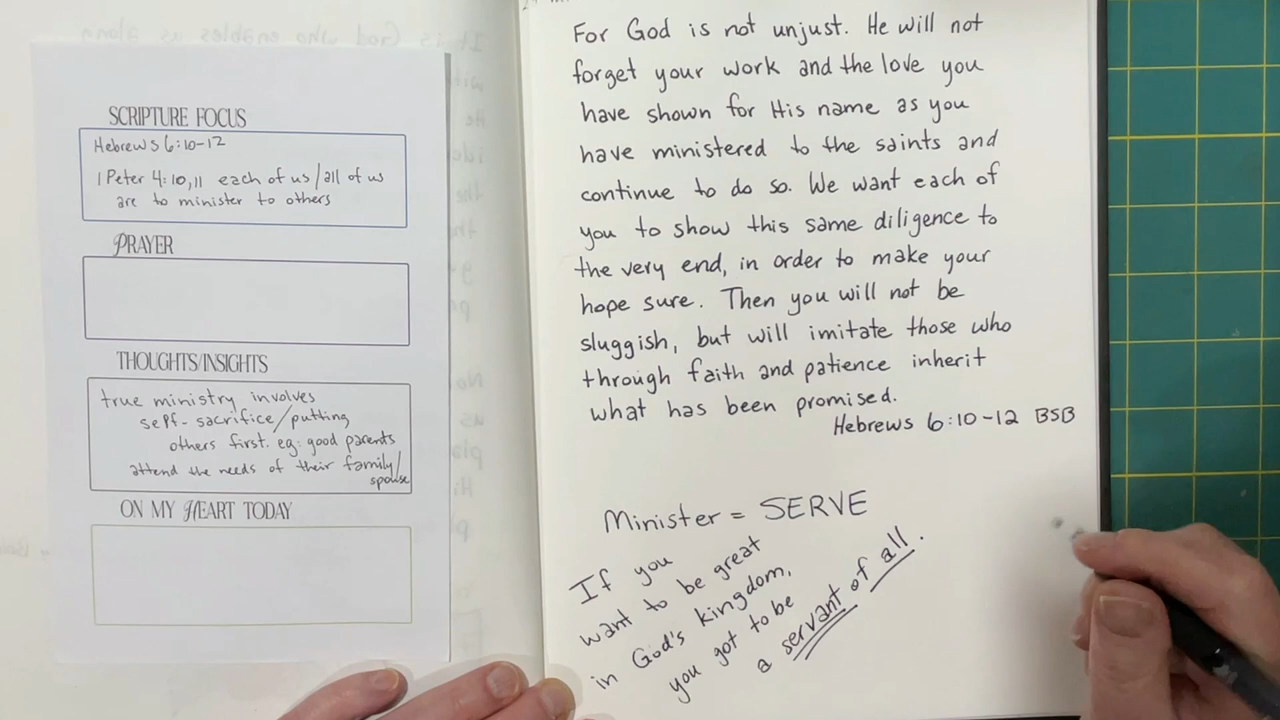 SCRIPTURE FOCUS
Hebrews 6:10-12
1 Peter 4:10,11 each of us/all of us
are to minister to others
PRAYER
THOUGHTS/INSIGHTS
true ministry involves
self-sacrifice/putting
others first. eg: good parents
attend the needs of their family/
spouse
ON MY HEART TODAY
For God is not unjust. He will not
forget your work and the love you
have shown for His name as you
have ministered to the saints and
continue to do so. We want each of
you to show this same diligence to
the very end, in order to make your
hope sure. Then you will not be
sluggish, but will imitate those who
through faith and patience inherit
what has been promised.
Hebrews 6:10-12 BSB
Minister = SERVE
If you
want to be great
in God's kingdom,
you got to be
a servant of all.